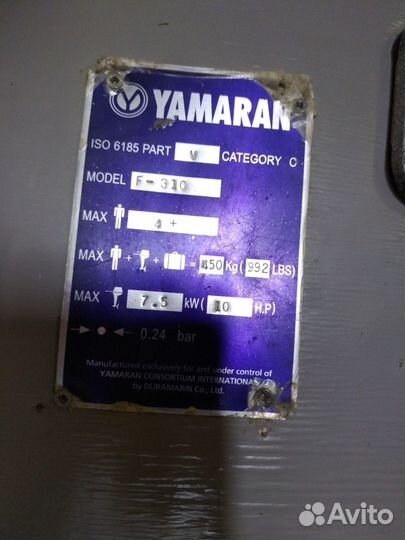 YAMARAN
ISO 6185 PART V CATEGORY C
MODEL F-310
MAX 4 +
MAX + + = 450 Kg (992 LBS)
MAX 7.5 kW (10 H.P)
0.24 bar
Manufactured exclusively for and under control of
YAMARAN CONSORTIUM INTERNATIONAL
by DURAMARIN Co., Ltd.
Avito